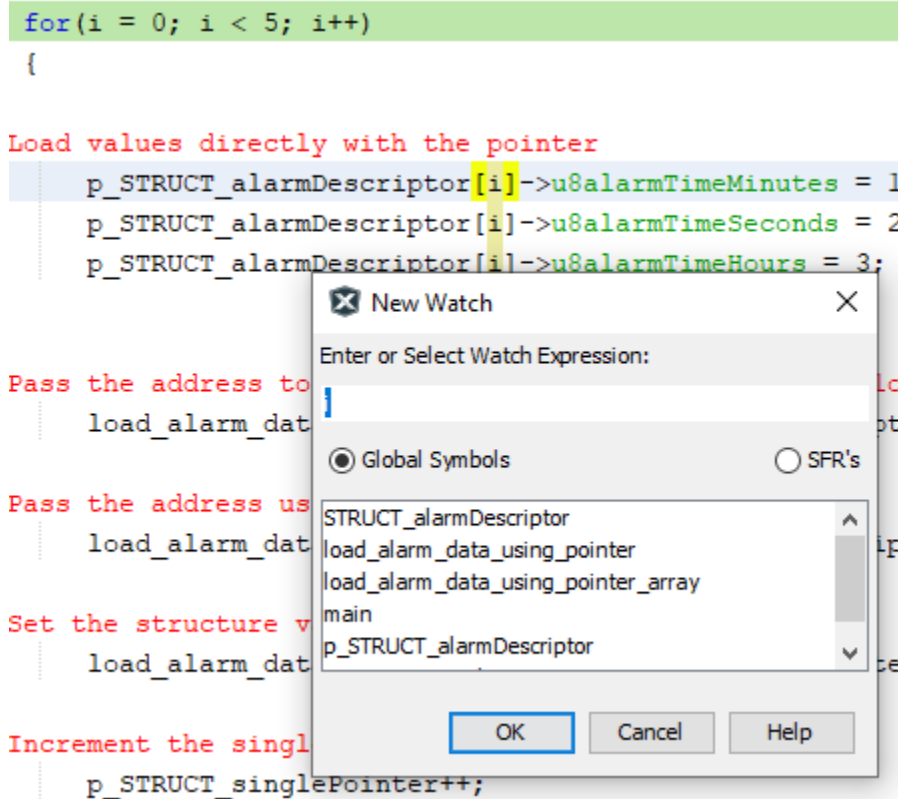 for(i = 0; i < 5; i++)
{
Load values directly with the pointer
p_STRUCT_alarmDescriptor[i]->u8alarmTimeMinutes = 1
p_STRUCT_alarmDescriptor[i]->u8alarmTimeSeconds = 2
p_STRUCT_alarmDescriptor[i]->u8alarmTimeHours = 3;
New Watch
Enter or Select Watch Expression:
i
Global Symbols SFR's
STRUCT_alarmDescriptor
load_alarm_data_using_pointer
load_alarm_data_using_pointer_array
main
p_STRUCT_alarmDescriptor
OK Cancel Help
Pass the address to
load_alarm_dat
Pass the address us
load_alarm_dat
Set the structure v
load_alarm_dat
Increment the singl
p_STRUCT_singlePointer++;